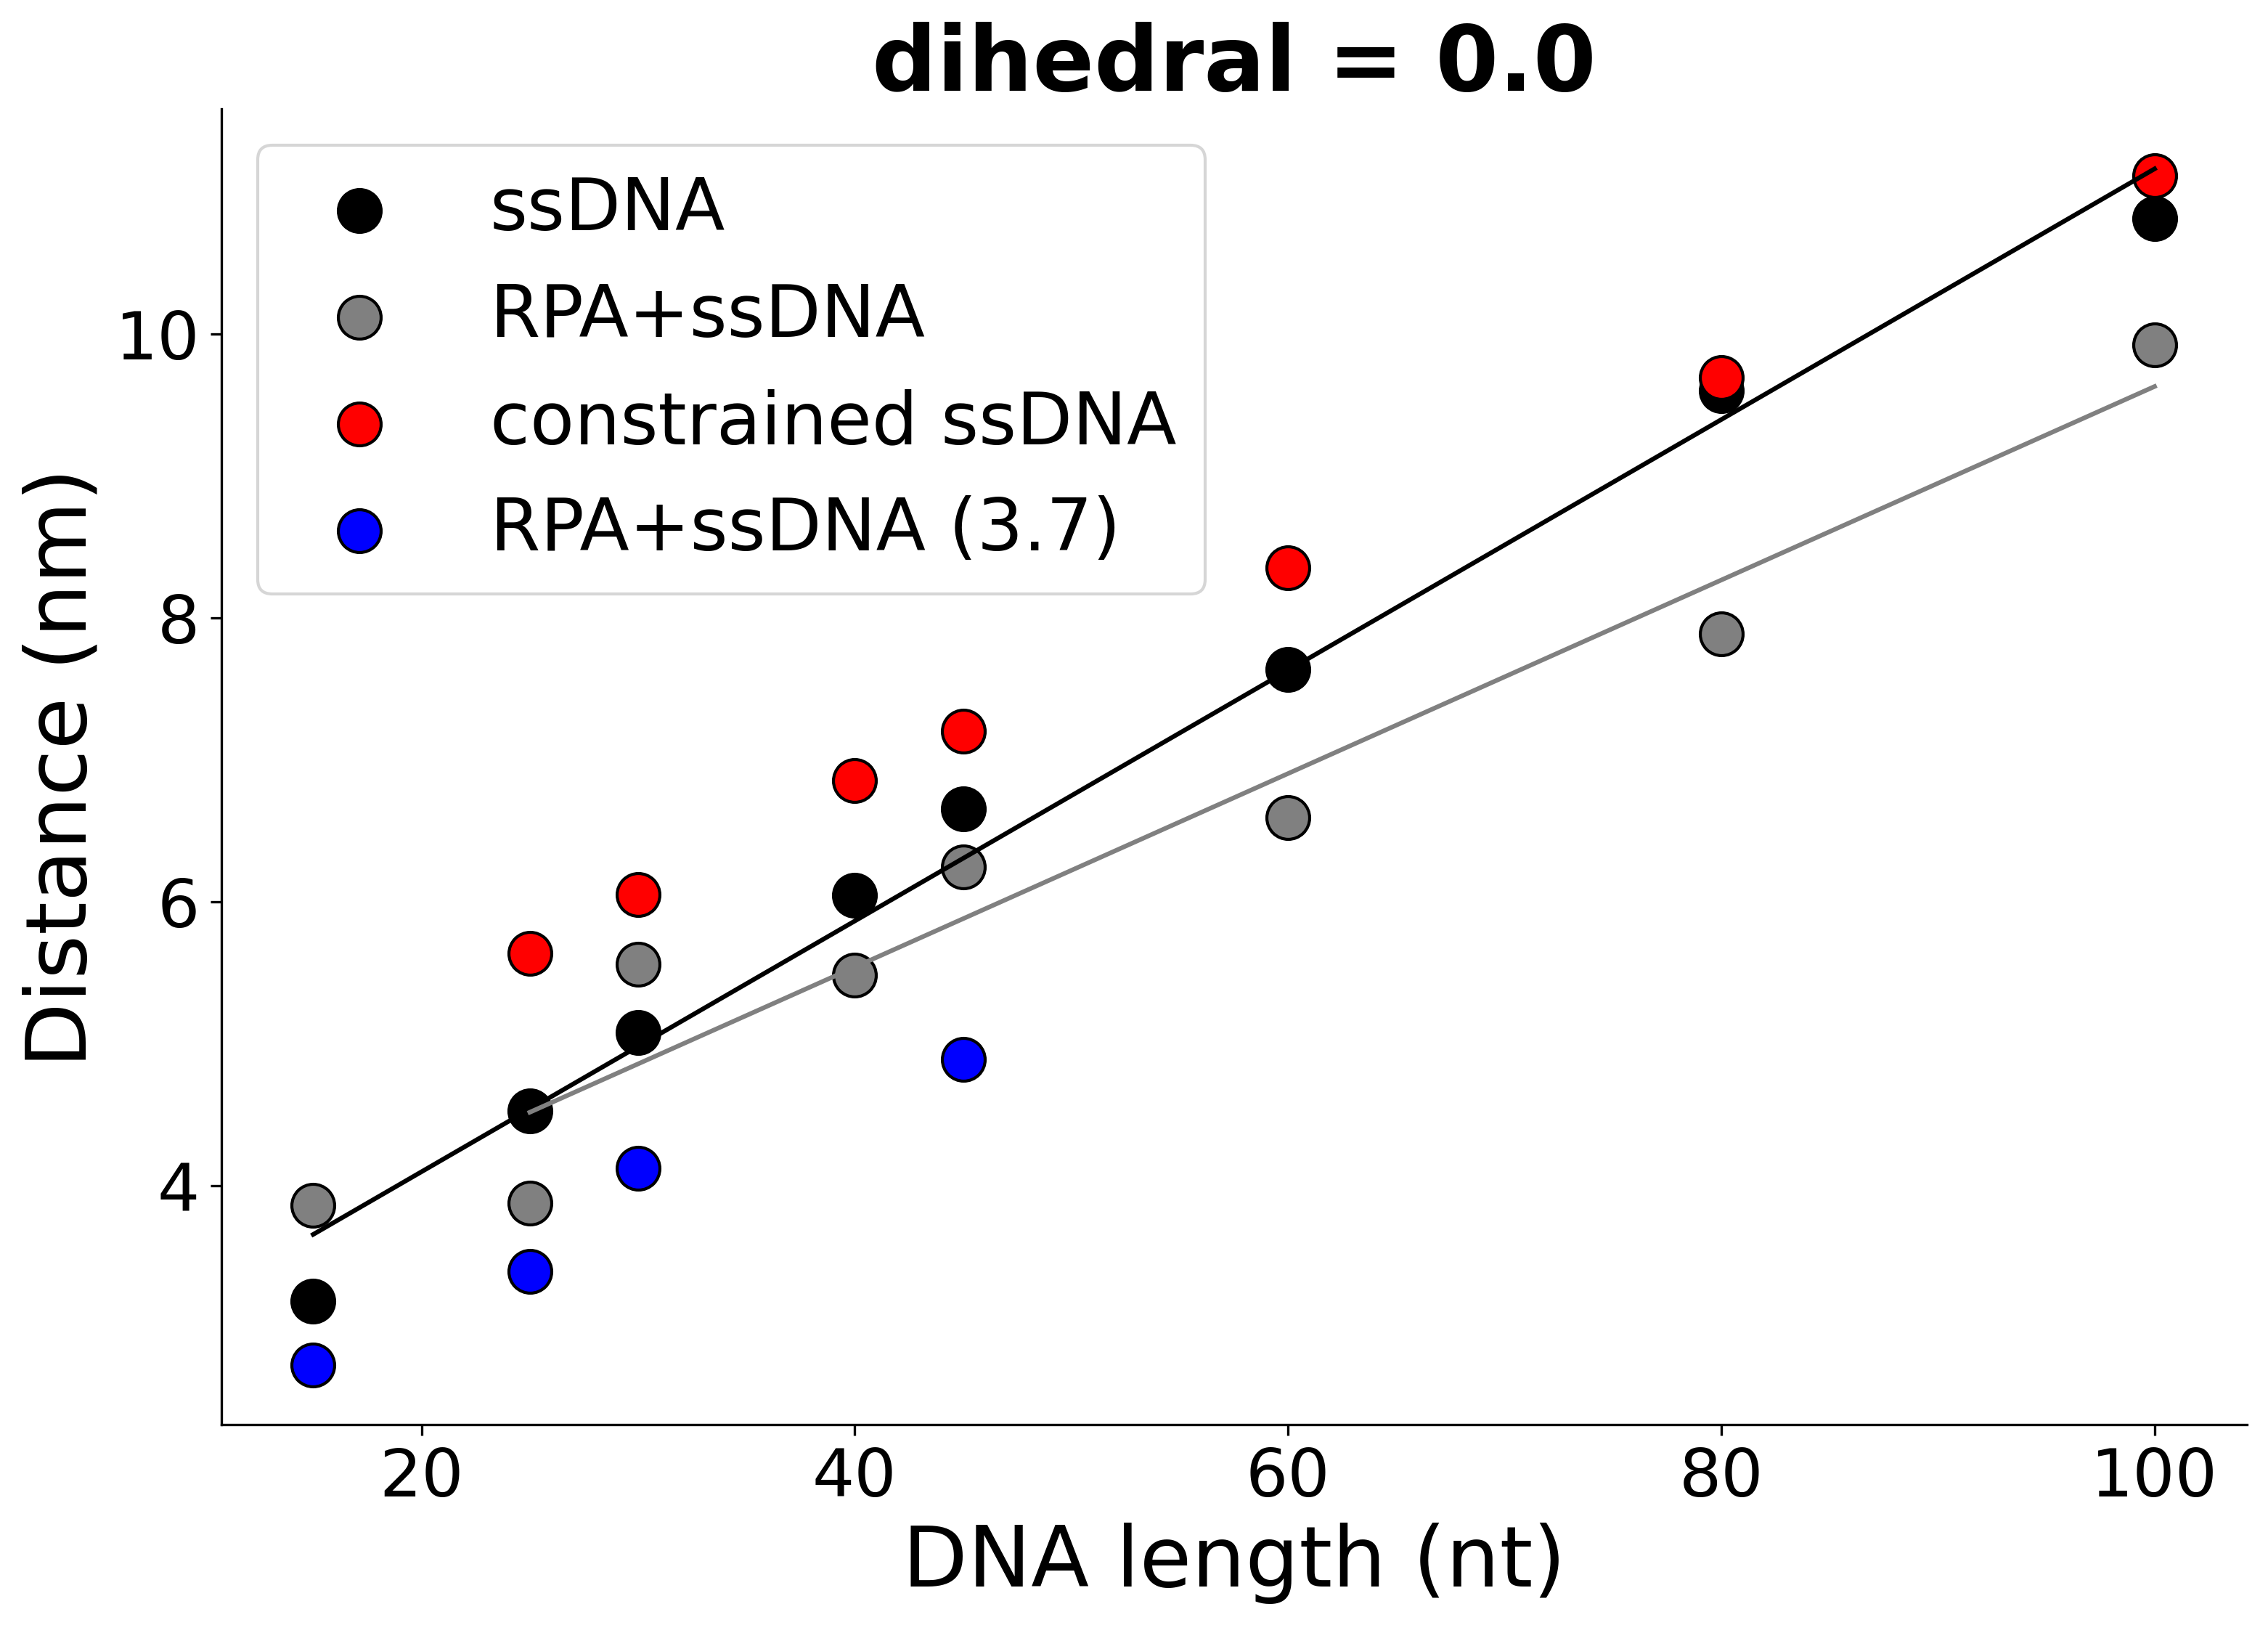 dihedral = 0.0
ssDNA
RPA+ssDNA
constrained ssDNA
RPA+ssDNA (3.7)
Distance (nm)
10
8
6
4
20 40 60 80 100
DNA length (nt)